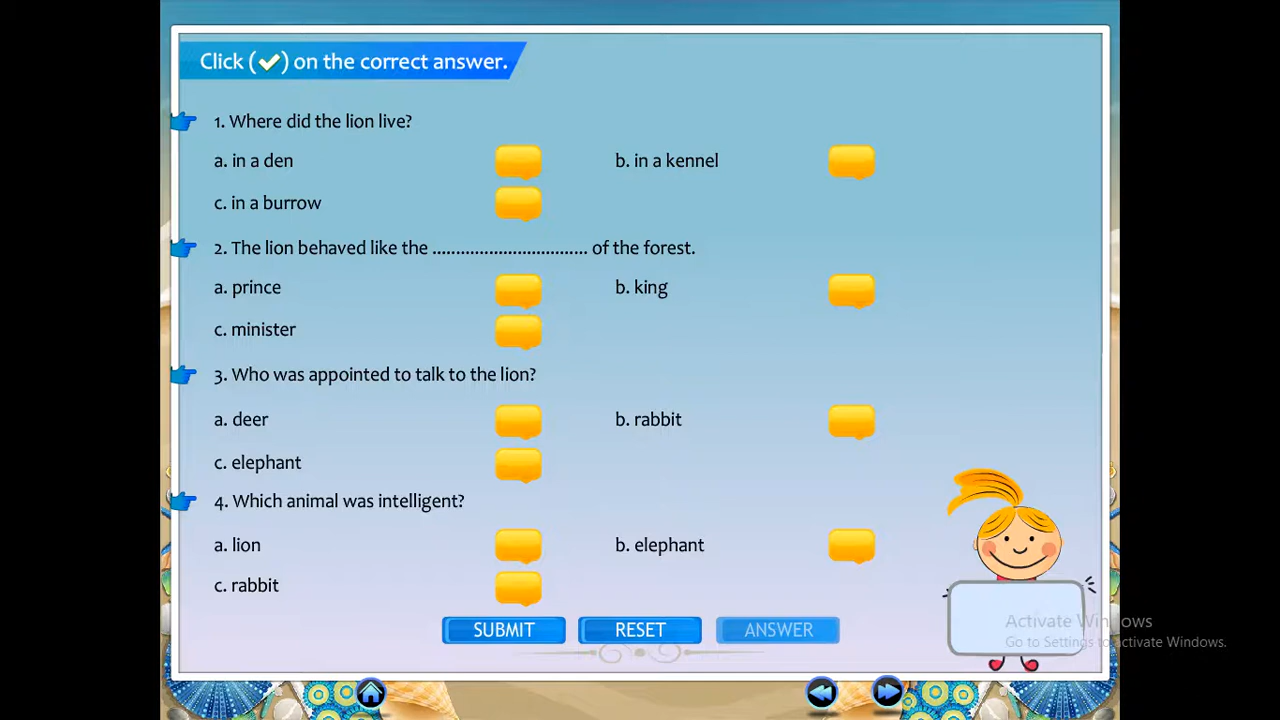 Click (✓) on the correct answer.
1. Where did the lion live?
a. in a den b. in a kennel
c. in a burrow
2. The lion behaved like the ................................. of the forest.
a. prince b. king
c. minister
3. Who was appointed to talk to the lion?
a. deer b. rabbit
c. elephant
4. Which animal was intelligent?
a. lion b. elephant
c. rabbit
SUBMIT RESET ANSWER
Activate Windows
Go to Settings to activate Windows.